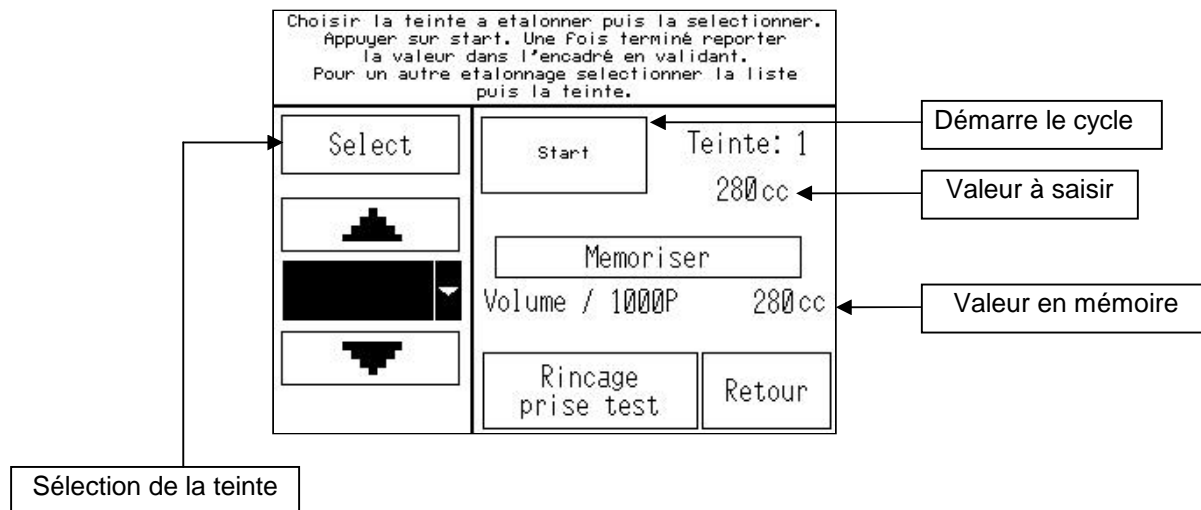 Choisir la teinte a etalonner puis la selectionner.
Appuyer sur start. Une Fois terminé reporter
la valeur dans l'encadré en validant.
Pour un autre etalonnage selectionner la liste
puis la teinte.
Select
Start
Teinte: 1
280cc
Démarre le cycle
Valeur à saisir
Memoriser
Volume / 1000P 280cc
Valeur en mémoire
Rincage
prise test
Retour
Sélection de la teinte